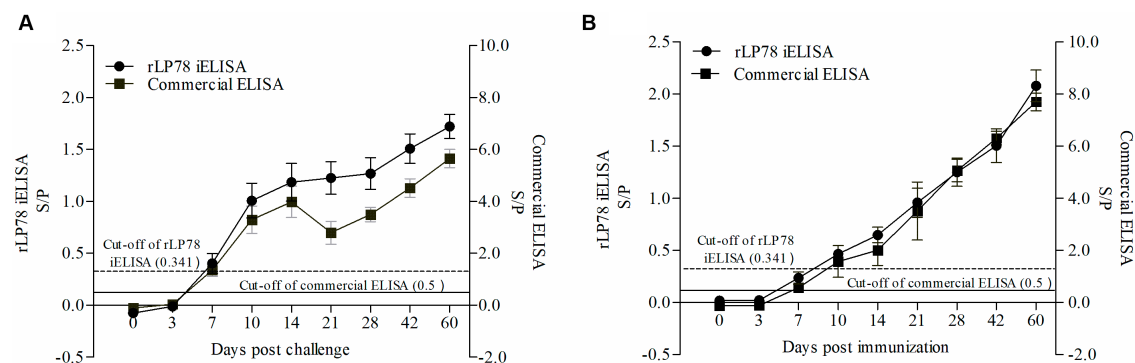 A
rLP78 iELISA
Commercial ELISA
2.5
2.0
1.5
1.0
0.5
0.0
-0.5
10.0
8.0
6.0
4.0
2.0
0.0
-2.0
rLP78 iELISA
S/P
Commercial ELISA
S/P
Cut-off of rLP78
iELISA (0.341)
Cut-off of commercial ELISA (0.5)
0 3 7 10 14 21 28 42 60
Days post challenge
B
rLP78 iELISA
Commercial ELISA
2.5
2.0
1.5
1.0
0.5
0.0
-0.5
10.0
8.0
6.0
4.0
2.0
0.0
-2.0
rLP78 iELISA
S/P
Commercial ELISA
S/P
Cut-off of rLP78
iELISA (0.341)
Cut-off of commercial ELISA (0.5)
0 3 7 10 14 21 28 42 60
Days post immunization